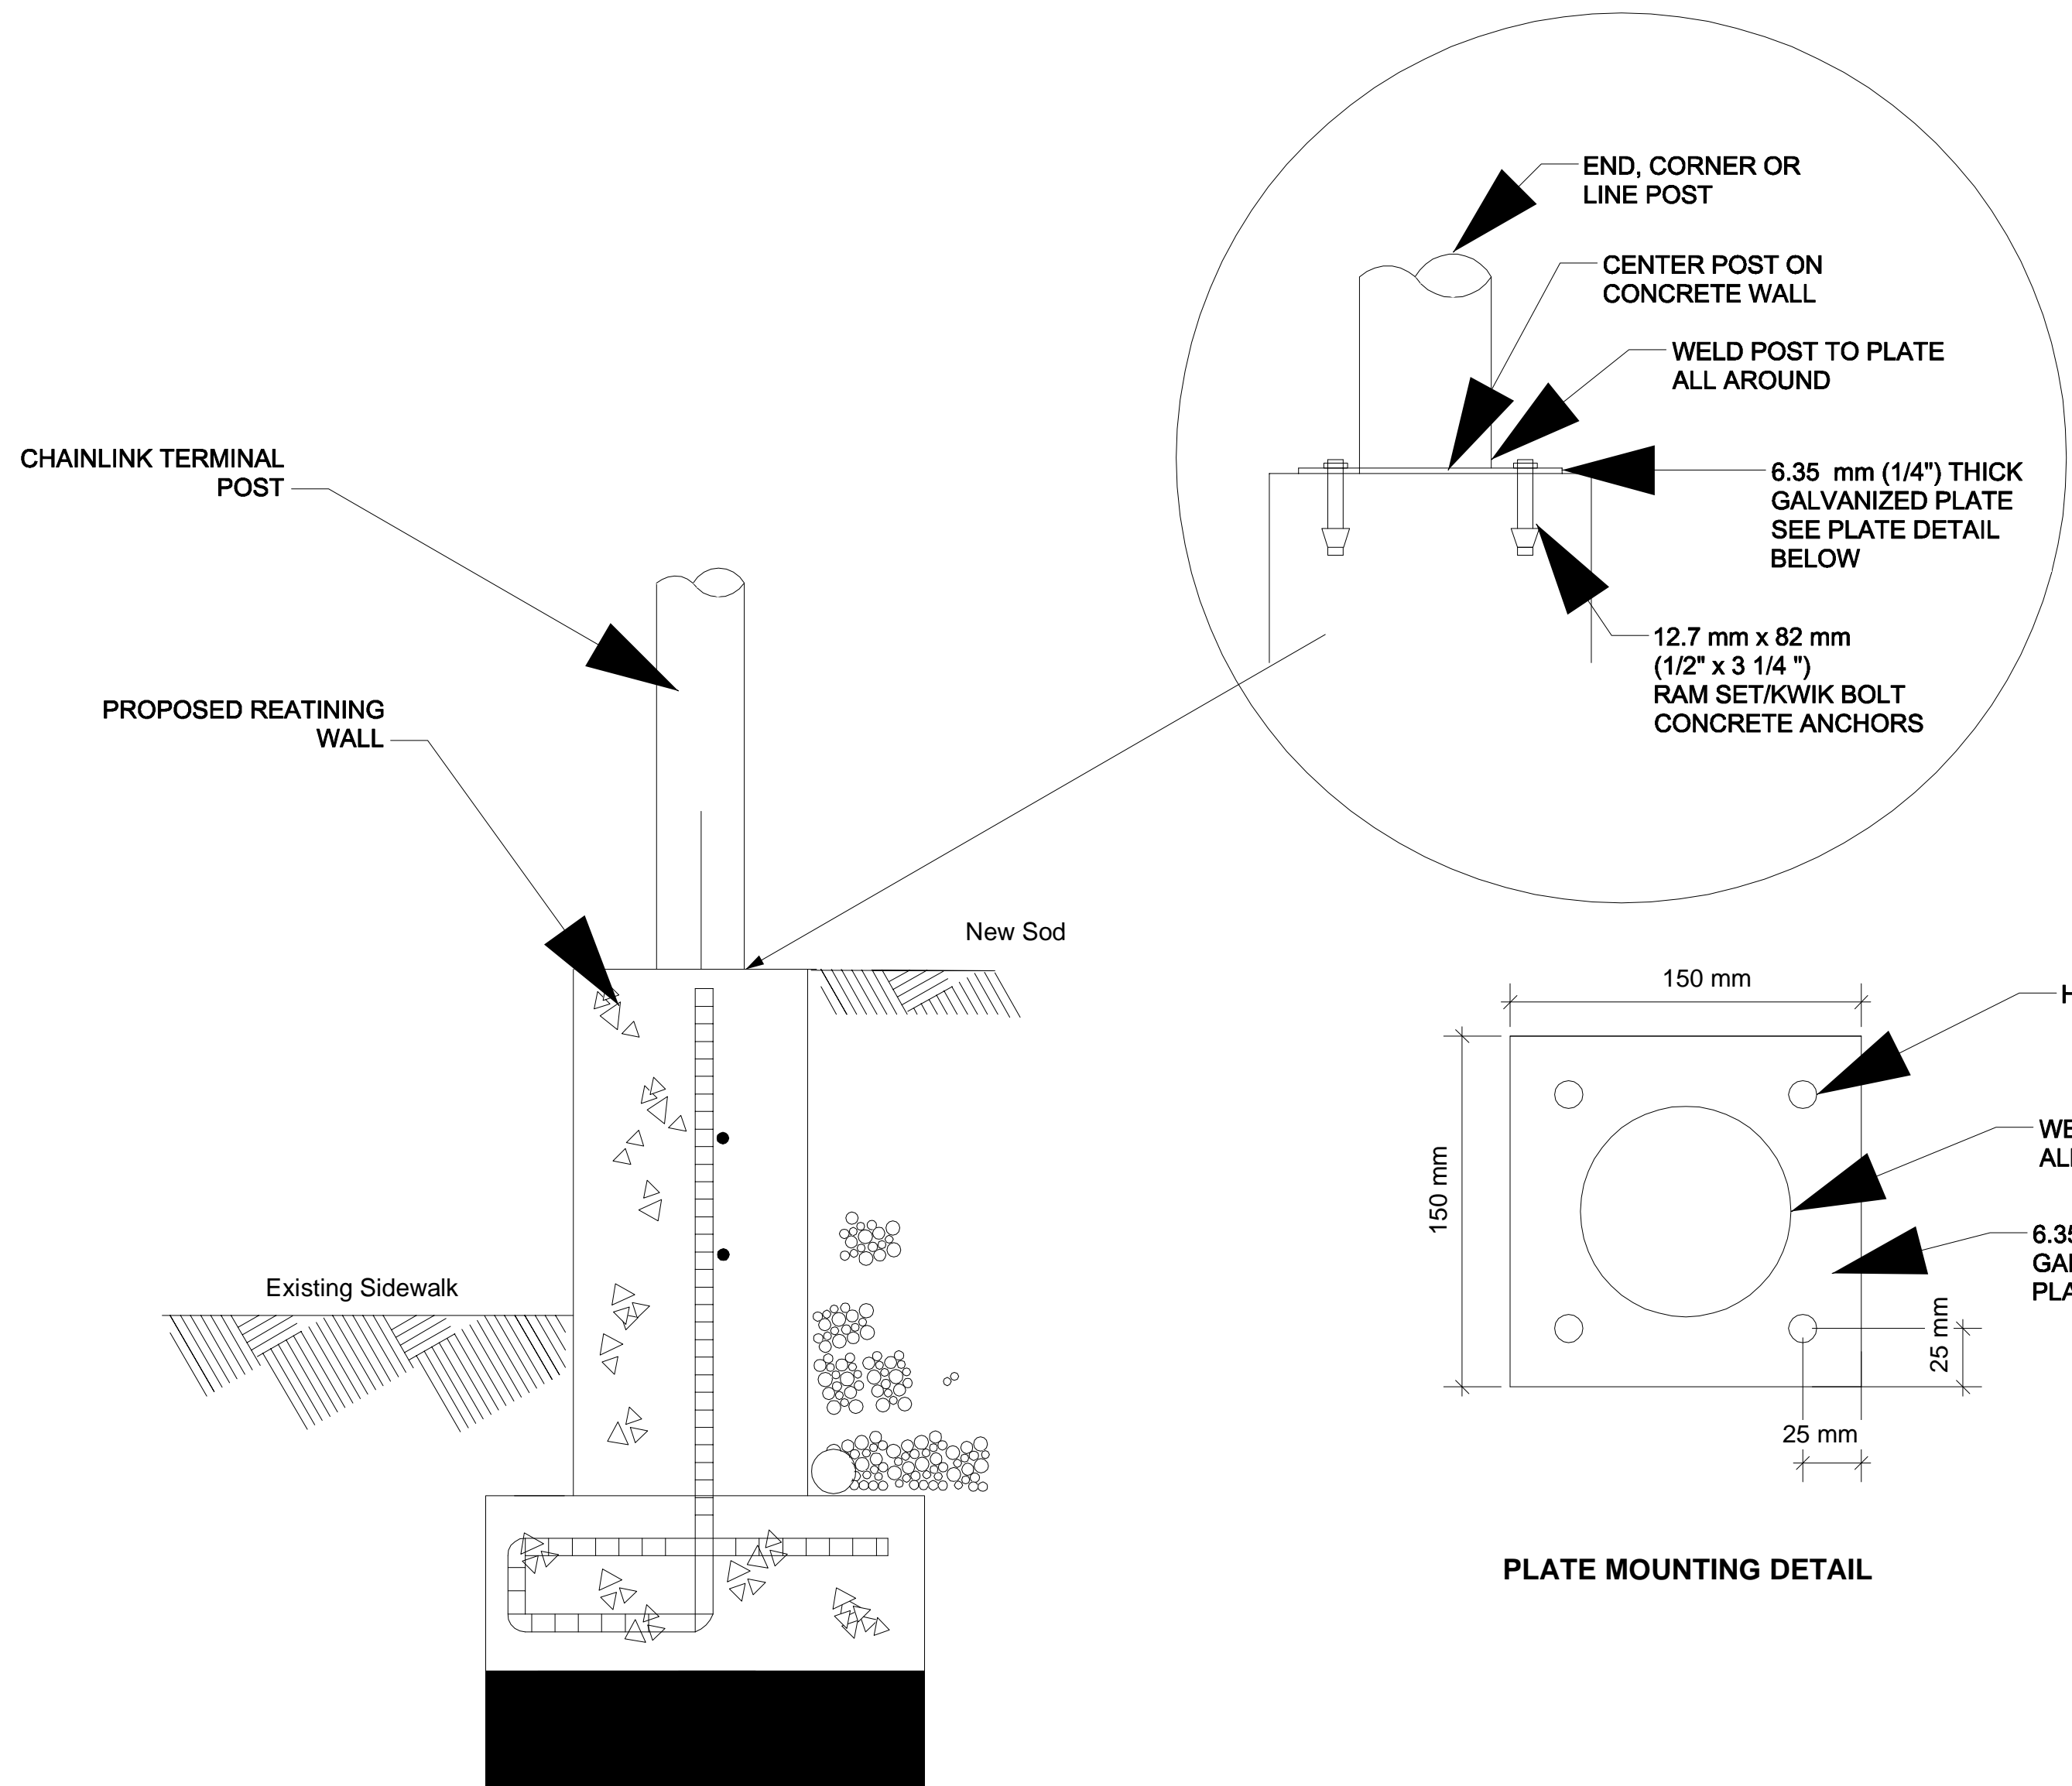 END, CORNER OR
LINE POST
CENTER POST ON
CONCRETE WALL
WELD POST TO PLATE
ALL AROUND
6.35 mm (1/4") THICK
GALVANIZED PLATE
SEE PLATE DETAIL
BELOW
12.7 mm x 82 mm
(1/2" x 3 1/4 ")
RAM SET/KWIK BOLT
CONCRETE ANCHORS
CHAINLINK TERMINAL
POST
PROPOSED REATINING
WALL
New Sod
Existing Sidewalk
150 mm
150 mm
25 mm
25 mm
PLATE MOUNTING DETAIL